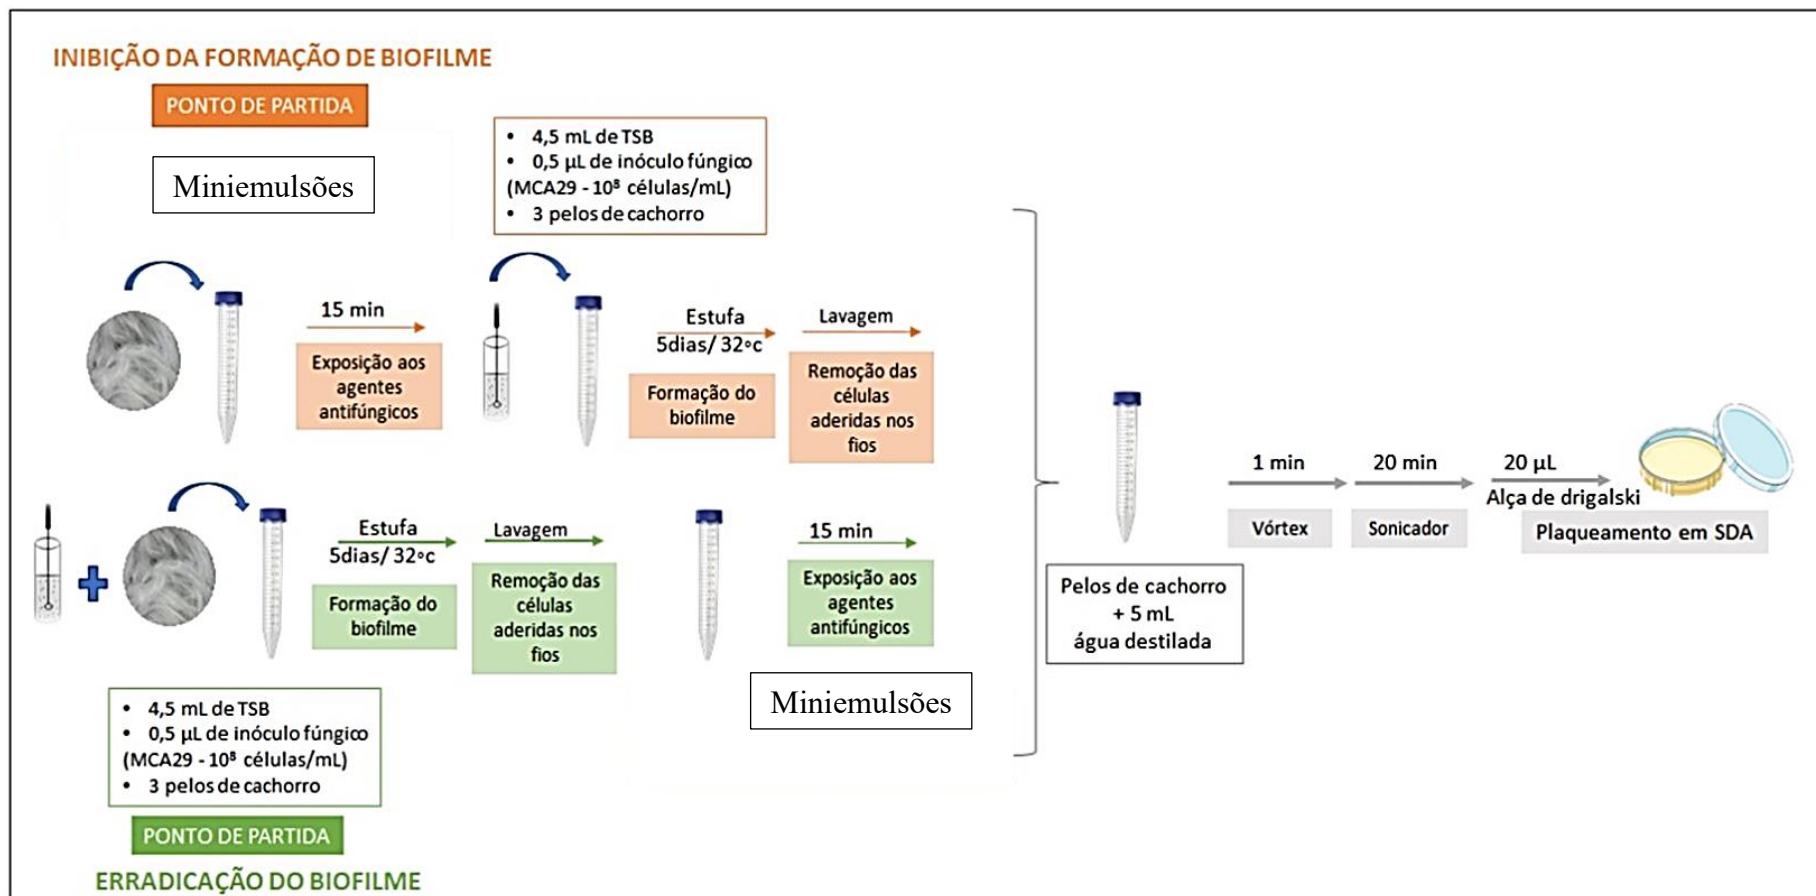 INIBIÇÃO DA FORMAÇÃO DE BIOFILME
PONTO DE PARTIDA
Miniemulsões
• 4,5 mL de TSB
• 0,5 µL de inóculo fúngico
(MCA29 - 10⁸ células/mL)
• 3 pelos de cachorro
15 min
Exposição aos
agentes
antifúngicos
Estufa
5dias/ 32ºc
Formação do
biofilme
Lavagem
Remoção das
células
aderidas nos
fios
Estufa
5dias/ 32ºc
Formação do
biofilme
Lavagem
Remoção das
células
aderidas nos
fios
15 min
Exposição aos
agentes
antifúngicos
Miniemulsões
• 4,5 mL de TSB
• 0,5 µL de inóculo fúngico
(MCA29 - 10⁸ células/mL)
• 3 pelos de cachorro
PONTO DE PARTIDA
ERRADICAÇÃO DO BIOFILME
Pelos de cachorro
+ 5 mL
água destilada
1 min
Vórtex
20 min
Sonicador
20 µL
Alça de drigalski
Plaqueamento em SDA